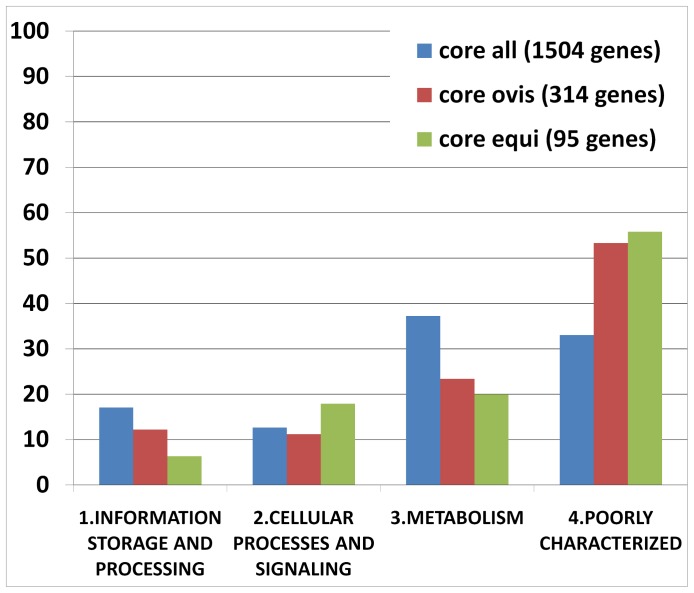 100
90
80
70
60
50
40
30
20
10
0
core all (1504 genes)
core ovis (314 genes)
core equi (95 genes)
1.INFORMATION
STORAGE AND
PROCESSING
2.CELLULAR
PROCESSES AND
SIGNALING
3.METABOLISM
4.POORLY
CHARACTERIZED